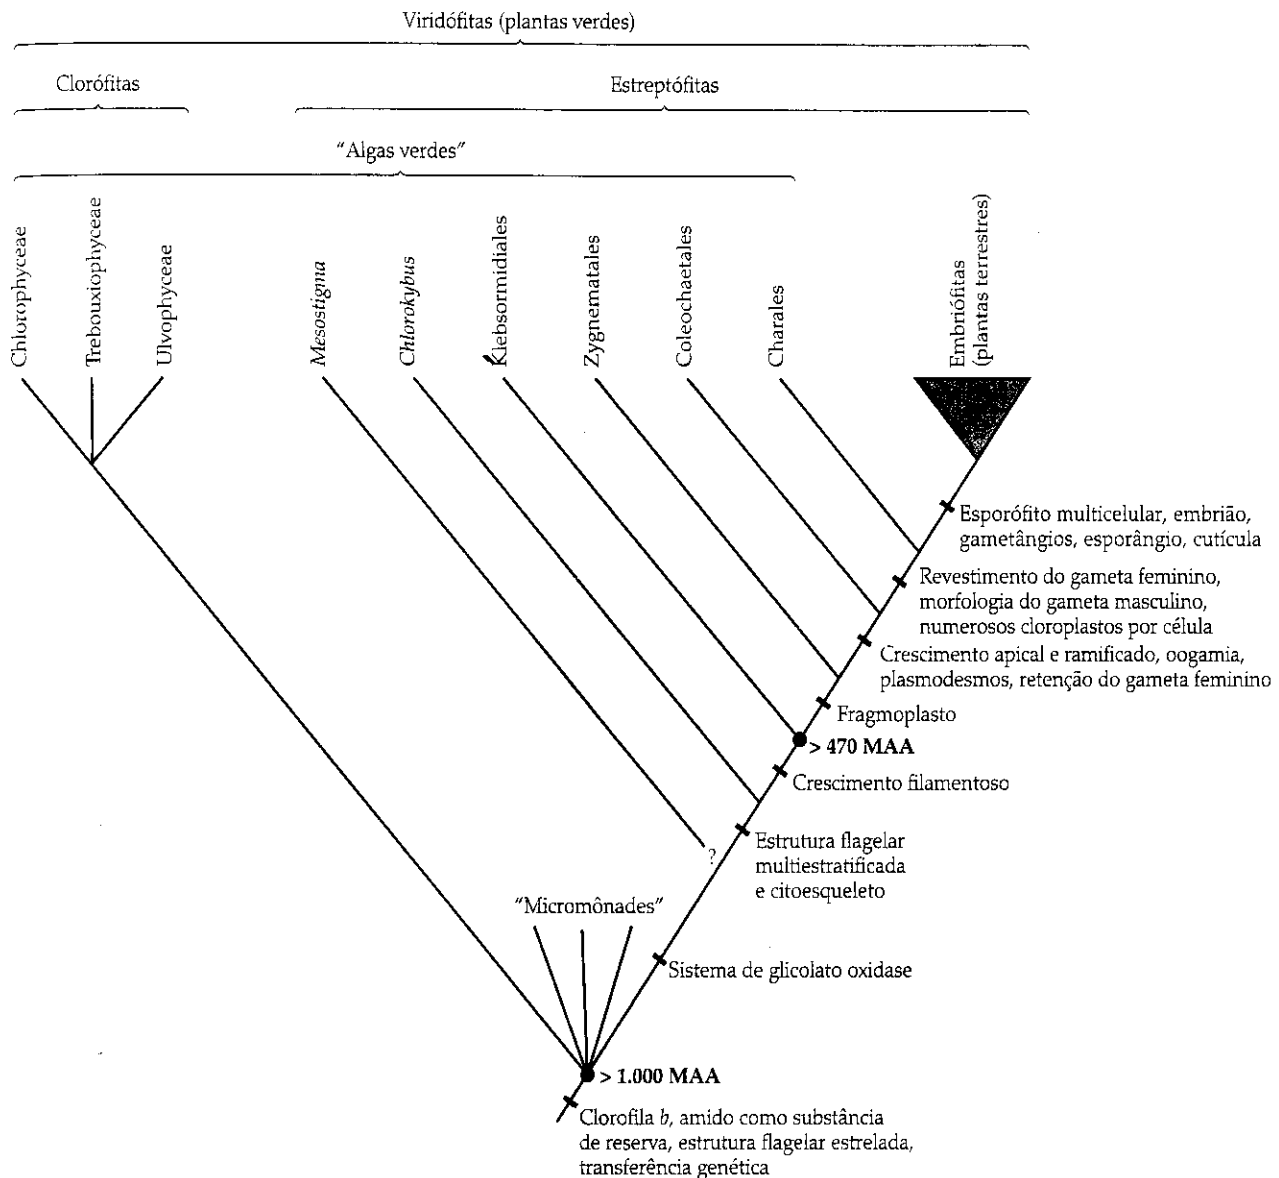 Viridófitas (plantas verdes)
Clorófitas
Estreptófitas
"Algas verdes"
Chlorophyceae
Trebouxiophyceae
Ulvophyceae
Mesostigma
Chlorokybus
Klebsormidiales
Zygnematales
Coleochaetales
Charales
Embriófitas
(plantas terrestres)
Esporófito multicelular, embrião,
gametângios, esporângio, cutícula
Revestimento do gameta feminino,
morfologia do gameta masculino,
numerosos cloroplastos por célula
Crescimento apical e ramificado, oogamia,
plasmodesmos, retenção do gameta feminino
Fragmoplasto
> 470 MAA
Crescimento filamentoso
Estrutura flagelar
multiestratificada
e citoesqueleto
?
"Micromônades"
Sistema de glicolato oxidase
> 1.000 MAA
Clorofila b, amido como substância
de reserva, estrutura flagelar estrelada,
transferência genética